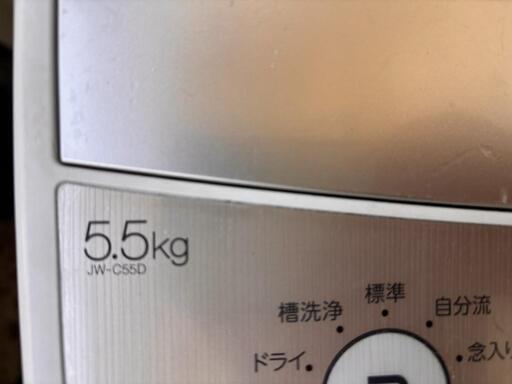 5.5kg
JW-C55D
標準
槽洗浄
自分流
ドライ
念入り